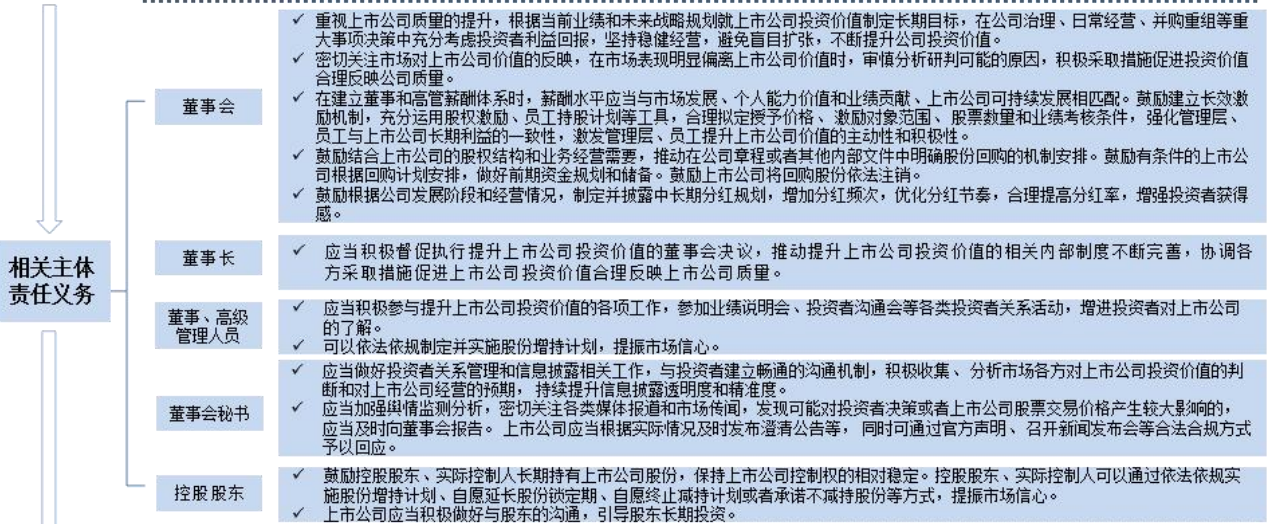 ✓ 重视上市公司质量的提升，根据当前业绩和未来战略规划就上市公司投资价值制定长期目标，在公司治理、日常经营、并购重组等重
大事项决策中充分考虑投资者利益回报，坚持稳健经营，避免盲目扩张，不断提升公司投资价值。
✓ 密切关注市场对上市公司价值的反映，在市场表现明显偏离上市公司价值时，审慎分析研判可能的原因，积极采取措施促进投资价值
合理反映公司质量。
董事会
✓ 在建立董事和高管薪酬体系时，薪酬水平应当与市场发展、个人能力价值和业绩贡献、上市公司可持续发展相匹配。鼓励建立长效激
励机制，充分运用股权激励、员工持股计划等工具，合理拟定授予价格、激励对象范围、股票数量和业绩考核条件，强化管理层、
员工与上市公司长期利益的一致性，激发管理层、员工提升上市公司价值的主动性和积极性。
✓ 鼓励结合上市公司的股权结构和业务经营需要，推动在公司章程或者其他内部文件中明确股份回购的机制安排。鼓励有条件的上市公
司根据回购计划安排，做好前期资金规划和储备。鼓励上市公司将回购股份依法注销。
✓ 鼓励根据公司发展阶段和经营情况，制定并披露中长期分红规划，增加分红频次，优化分红节奏，合理提高分红率，增强投资者获得
感。
相关主体
责任义务
董事长
✓ 应当积极督促执行提升上市公司投资价值的董事会决议，推动提升上市公司投资价值的相关内部制度不断完善，协调各
方采取措施促进上市公司投资价值合理反映上市公司质量。
董事、高级
管理人员
✓ 应当积极参与提升上市公司投资价值的各项工作，参加业绩说明会、投资者沟通会等各类投资者关系活动，增进投资者对上市公司
的了解。
✓ 可以依法依规制定并实施股份增持计划，提振市场信心。
董事会秘书
✓ 应当做好投资者关系管理和信息披露相关工作，与投资者建立畅通的沟通机制，积极收集、分析市场各方对上市公司投资价值的判
断和对上市公司经营的预期，持续提升信息披露透明度和精准度。
✓ 应当加强舆情监测分析，密切关注各类媒体报道和市场传闻，发现可能对投资者决策或者上市公司股票交易价格产生较大影响的，
应当及时向董事会报告。上市公司应当根据实际情况及时发布澄清公告等，同时可通过官方声明、召开新闻发布会等合法合规方式
予以回应。
控股股东
✓ 鼓励控股股东、实际控制人长期持有上市公司股份，保持上市公司控制权的相对稳定。控股股东、实际控制人可以通过依法依规实
施股份增持计划、自愿延长股份锁定期、自愿终止减持计划或者承诺不减持股份等方式，提振市场信心。
✓ 上市公司应当积极做好与股东的沟通，引导股东长期投资。